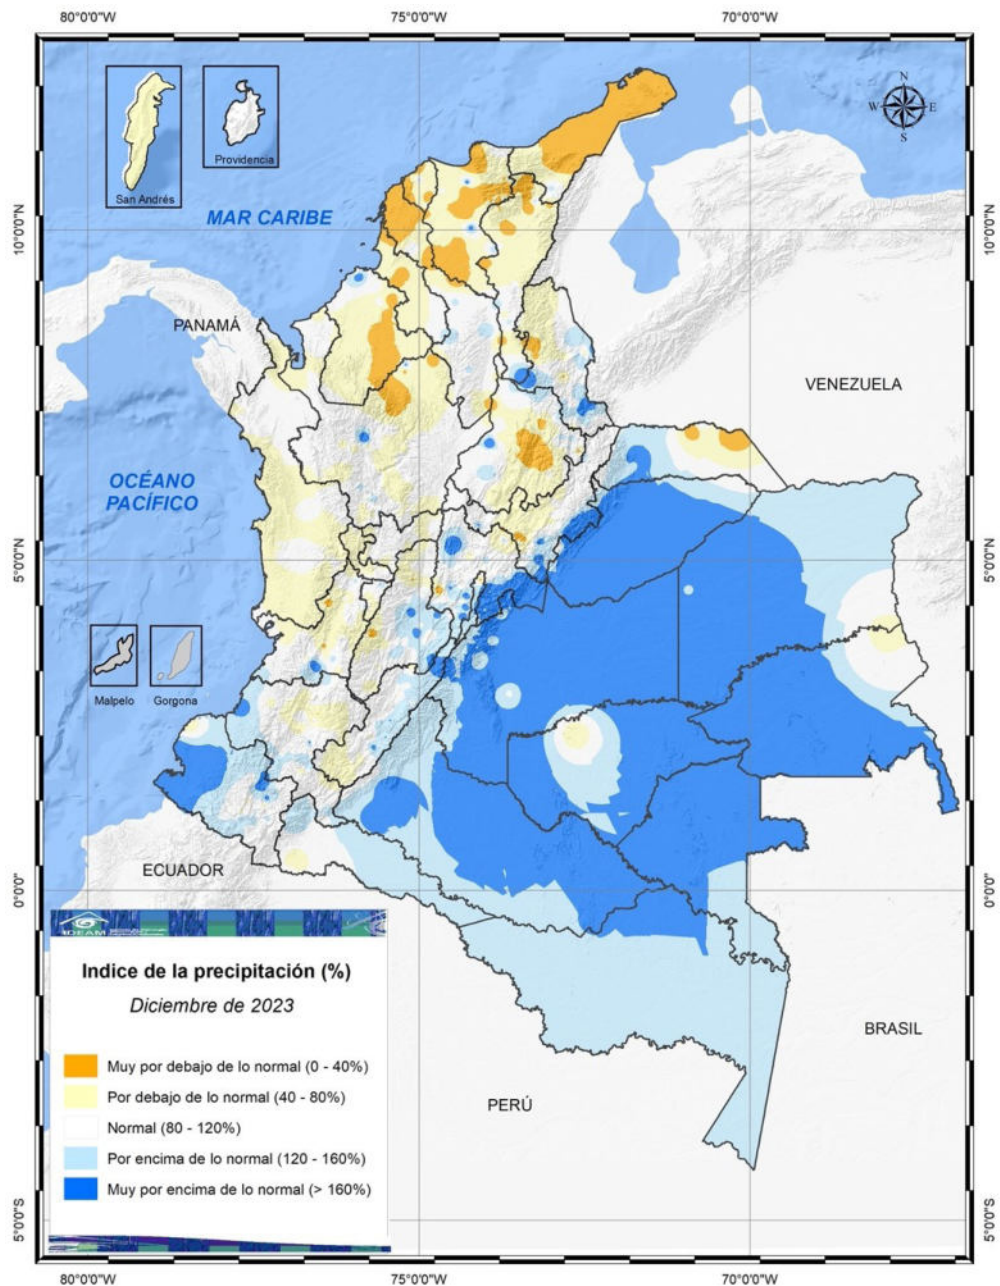 80°0'0"W
75°0'0"W
70°0'0"W
N
W
E
S
San Andrés
Providencia
MAR CARIBE
10°0'0"N
10°0'0"N
PANAMÁ
VENEZUELA
OCÉANO
PACÍFICO
5°0'0"N
5°0'0"N
Malpelo
Gorgona
ECUADOR
0°0'0"
0°0'0"
IDEAM
Indice de la precipitación (%)
Diciembre de 2023
Muy por debajo de lo normal (0 - 40%)
Por debajo de lo normal (40 - 80%)
Normal (80 - 120%)
Por encima de lo normal (120 - 160%)
Muy por encima de lo normal (> 160%)
BRASIL
PERÚ
5°0'0"S
5°0'0"S
80°0'0"W
75°0'0"W
70°0'0"W